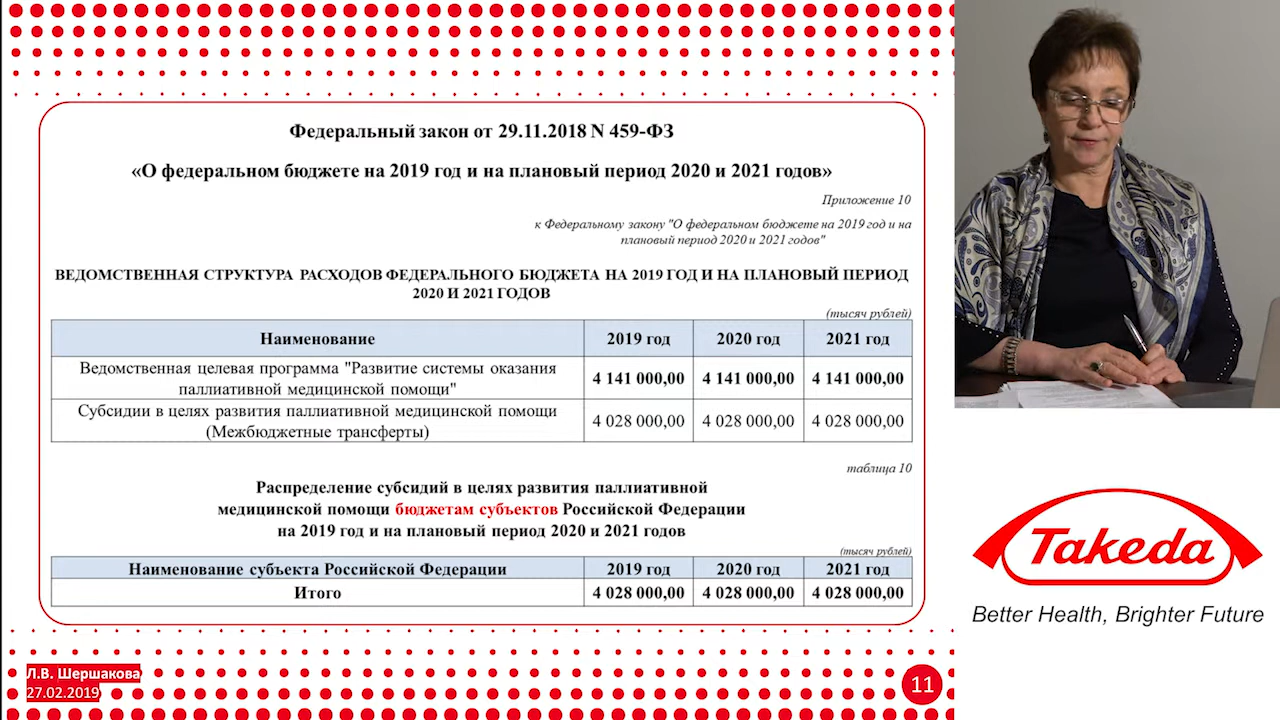 Федеральный закон от 29.11.2018 N 459-ФЗ
«О федеральном бюджете на 2019 год и на плановый период 2020 и 2021 годов»
Приложение 10
к Федеральному закону "О федеральном бюджете на 2019 год и на
плановый период 2020 и 2021 годов"
ВЕДОМСТВЕННАЯ СТРУКТУРА РАСХОДОВ ФЕДЕРАЛЬНОГО БЮДЖЕТА НА 2019 ГОД И НА ПЛАНОВЫЙ ПЕРИОД
2020 И 2021 ГОДОВ
(тысяч рублей)
Наименование 2019 год 2020 год 2021 год
Ведомственная целевая программа "Развитие системы оказания
паллиативной медицинской помощи" 4 141 000,00 4 141 000,00 4 141 000,00
Субсидии в целях развития паллиативной медицинской помощи
(Межбюджетные трансферты) 4 028 000,00 4 028 000,00 4 028 000,00
таблица 10
Распределение субсидий в целях развития паллиативной
медицинской помощи бюджетам субъектов Российской Федерации
на 2019 год и на плановый период 2020 и 2021 годов
(тысяч рублей)
Наименование субъекта Российской Федерации 2019 год 2020 год 2021 год
Итого 4 028 000,00 4 028 000,00 4 028 000,00
Л.В. Шершакова
27.02.2019
11
Takeda
Better Health, Brighter Future